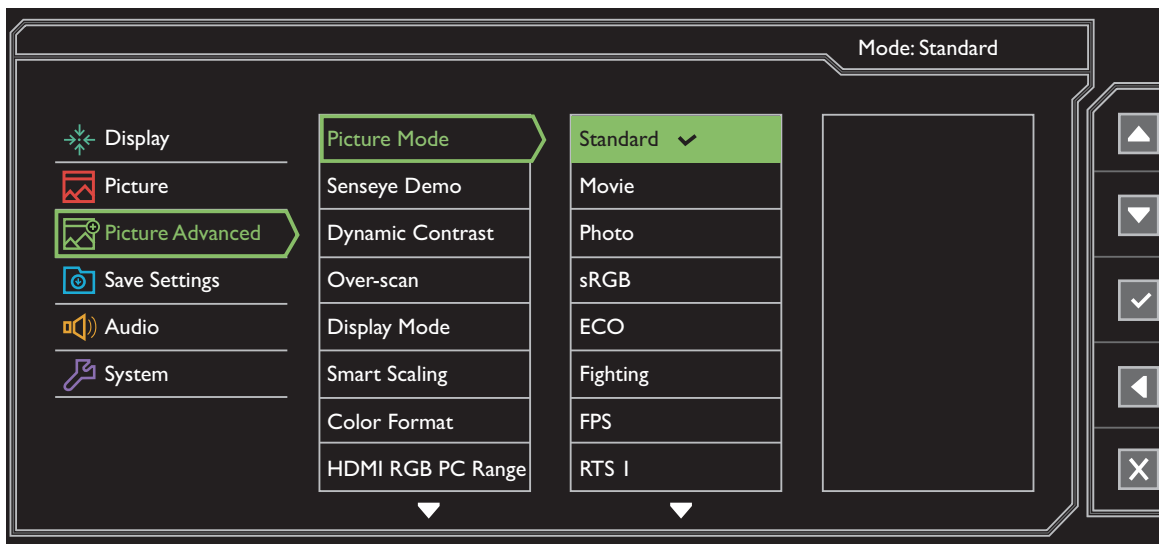 Mode: Standard
Display
Picture
Picture Advanced
Save Settings
Audio
System
Picture Mode
Senseye Demo
Dynamic Contrast
Over-scan
Display Mode
Smart Scaling
Color Format
HDMI RGB PC Range
Standard
Movie
Photo
sRGB
ECO
Fighting
FPS
RTS 1